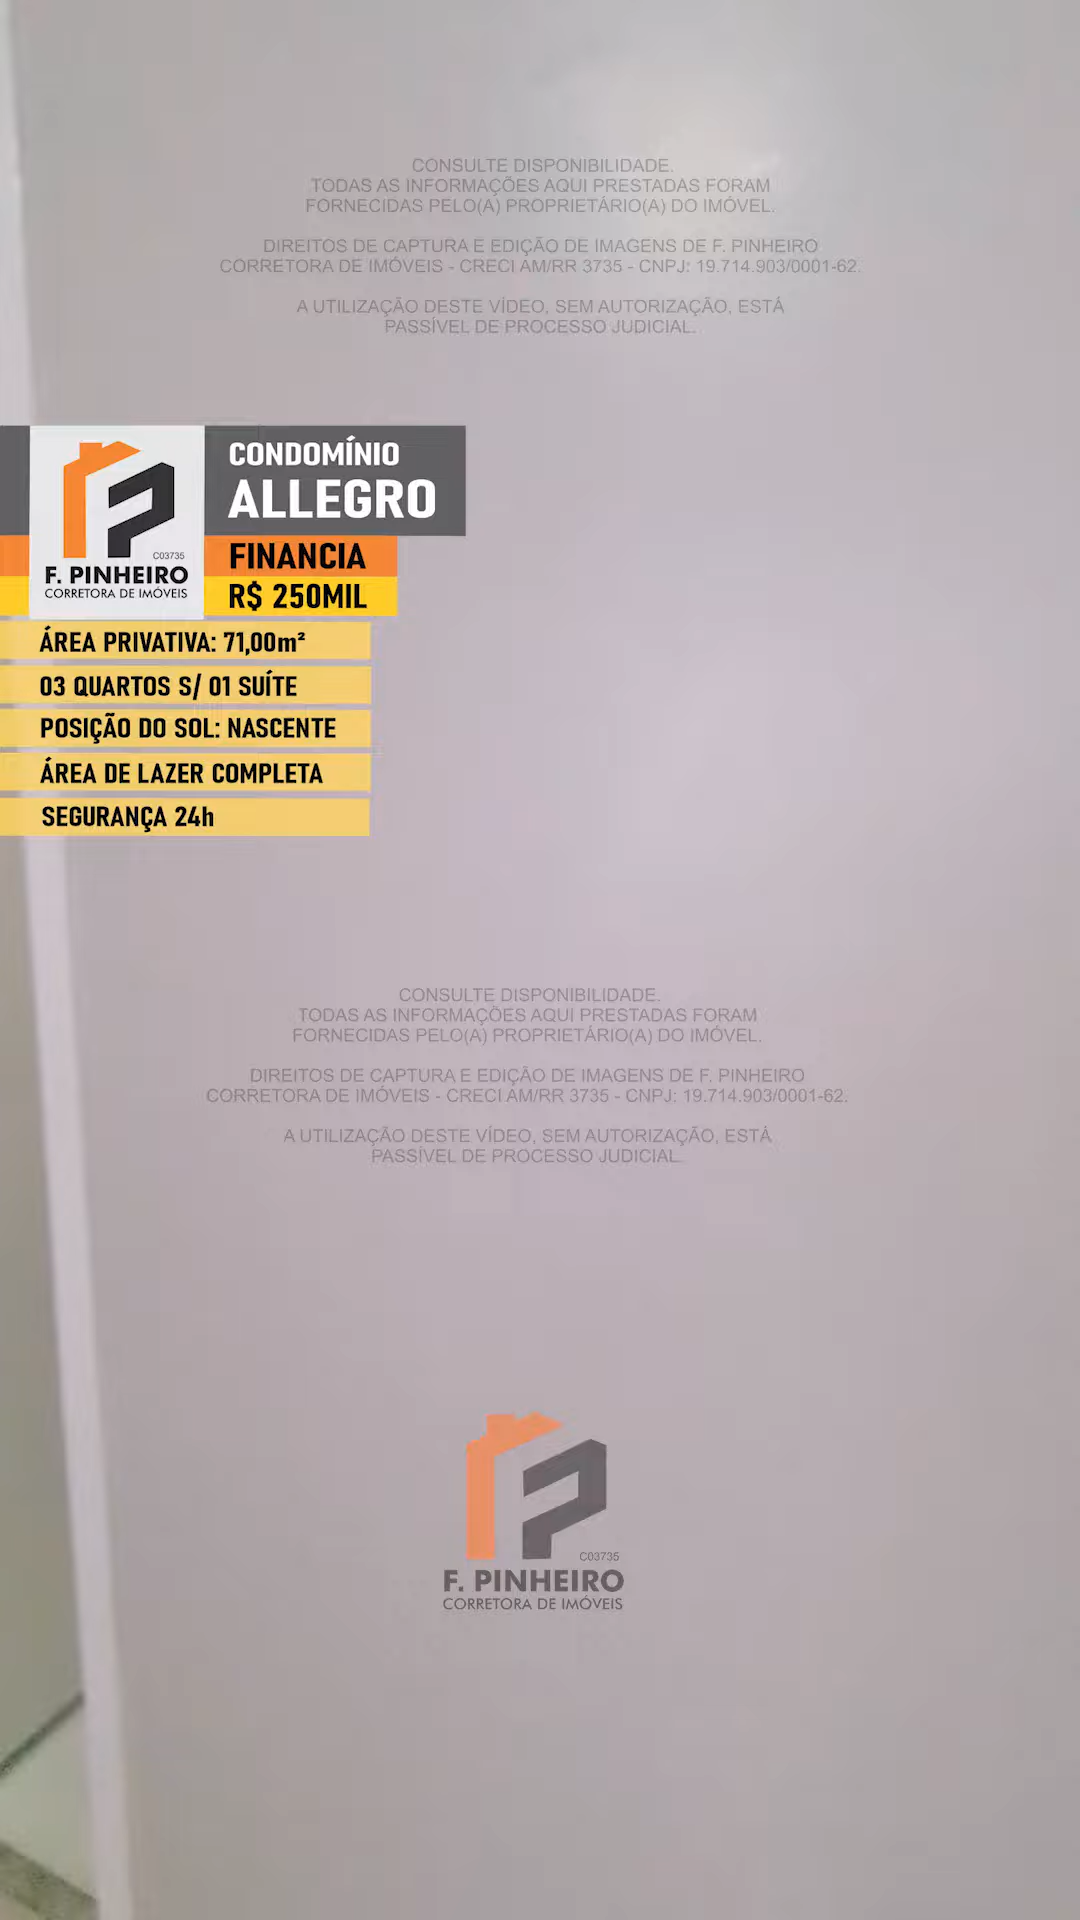 CONSULTE DISPONIBILIDADE.
TODAS AS INFORMAÇÕES AQUI PRESTADAS FORAM
FORNECIDAS PELO(A) PROPRIETÁRIO(A) DO IMÓVEL.
DIREITOS DE CAPTURA E EDIÇÃO DE IMAGENS DE F. PINHEIRO
CORRETORA DE IMÓVEIS - CRECI AM/RR 3735 - CNPJ: 19.714.903/0001-62.
A UTILIZAÇÃO DESTE VÍDEO, SEM AUTORIZAÇÃO, ESTÁ
PASSÍVEL DE PROCESSO JUDICIAL.
C03735
F. PINHEIRO
CORRETORA DE IMÓVEIS
CONDOMÍNIO
ALLEGRO
FINANCIA
R$ 250MIL
ÁREA PRIVATIVA: 71,00m²
03 QUARTOS S/ 01 SUÍTE
POSIÇÃO DO SOL: NASCENTE
ÁREA DE LAZER COMPLETA
SEGURANÇA 24h
CONSULTE DISPONIBILIDADE.
TODAS AS INFORMAÇÕES AQUI PRESTADAS FORAM
FORNECIDAS PELO(A) PROPRIETÁRIO(A) DO IMÓVEL.
DIREITOS DE CAPTURA E EDIÇÃO DE IMAGENS DE F. PINHEIRO
CORRETORA DE IMÓVEIS - CRECI AM/RR 3735 - CNPJ: 19.714.903/0001-62.
A UTILIZAÇÃO DESTE VÍDEO, SEM AUTORIZAÇÃO, ESTÁ
PASSÍVEL DE PROCESSO JUDICIAL.
C03735
F. PINHEIRO
CORRETORA DE IMÓVEIS